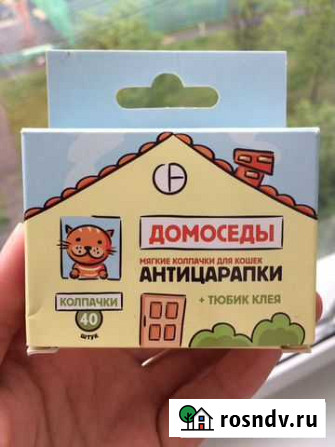 ДОМОСЕДЫ
МЯГКИЕ КОЛПАЧКИ ДЛЯ КОШЕК
АНТИЦАРАПКИ
+ ТЮБИК КЛЕЯ
КОЛПАЧКИ
40
ШТУК
rosndv.ru